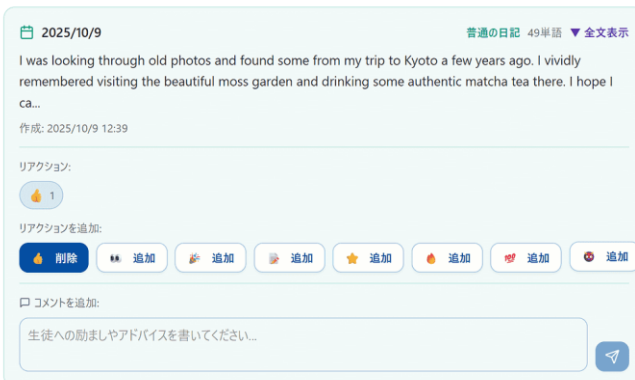 2025/10/9 普通の日記 49単語 ▼ 全文表示
I was looking through old photos and found some from my trip to Kyoto a few years ago. I vividly
remembered visiting the beautiful moss garden and drinking some authentic matcha tea there. I hope I
ca...
作成: 2025/10/9 12:39
リアクション:
👍 1
リアクションを追加:
👍 削除 👀 追加 🎉 追加 📝 追加 ⭐ 追加 🔥 追加 💯 追加 追加
コメントを追加:
生徒への励ましやアドバイスを書いてください...